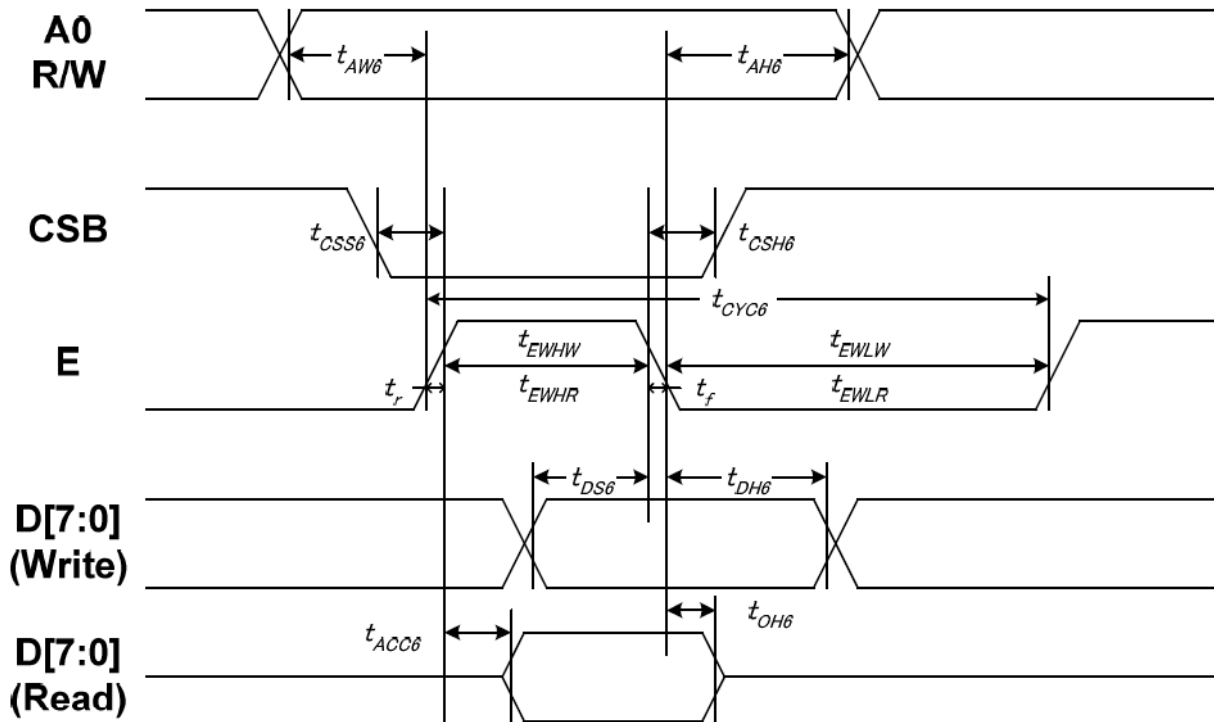 A0
R/W
tAW6
tAH6
CSB
tCSS6
tCSH6
tCYC6
E
tEWHW
tEWLW
tr
tEWHR
tf
tEWLR
tDS6
tDH6
D[7:0]
(Write)
tOH6
tACC6
D[7:0]
(Read)